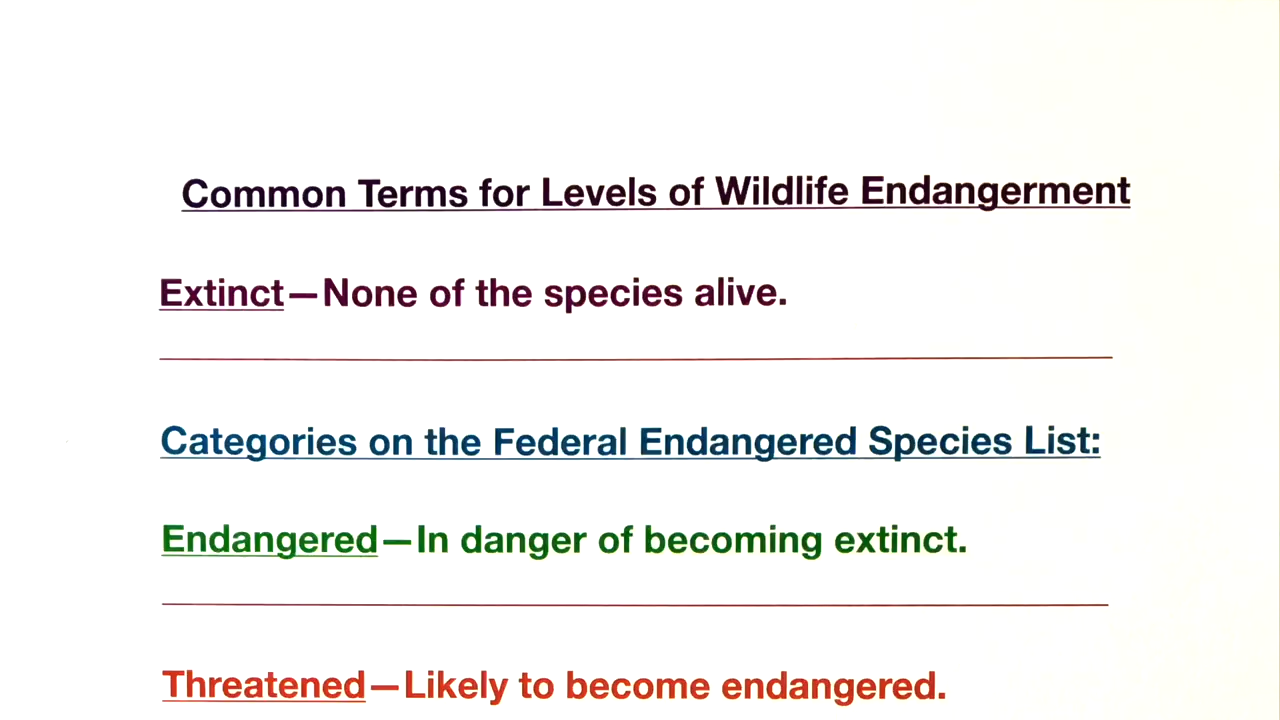 Common Terms for Levels of Wildlife Endangerment
Extinct—None of the species alive.
Categories on the Federal Endangered Species List:
Endangered—In danger of becoming extinct.
Threatened—Likely to become endangered.